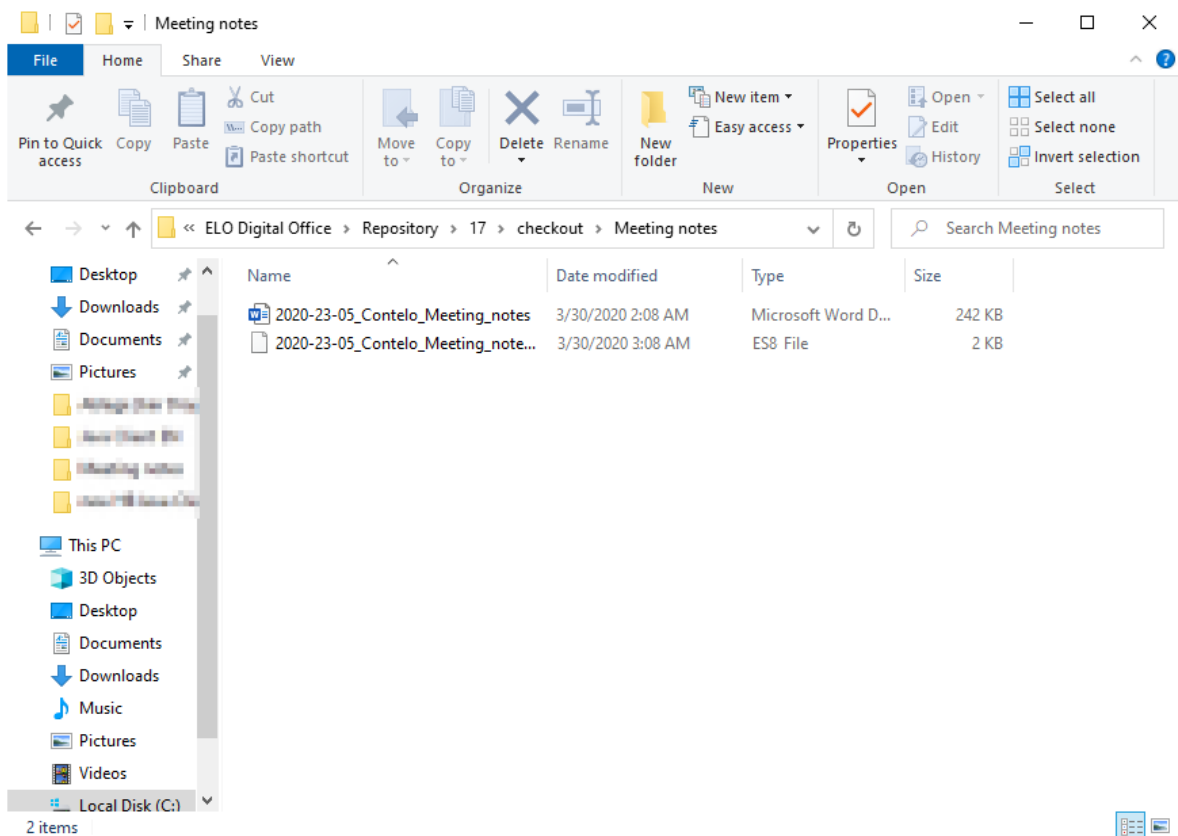 Meeting notes
File Home Share View
Pin to Quick access
Copy
Paste
Cut
Copy path
Paste shortcut
Clipboard
Move to
Copy to
Delete
Rename
Organize
New folder
New item
Easy access
New
Properties
Open
Edit
History
Open
Select all
Select none
Invert selection
Select
« ELO Digital Office > Repository > 17 > checkout > Meeting notes
Search Meeting notes
Desktop
Downloads
Documents
Pictures
This PC
3D Objects
Desktop
Documents
Downloads
Music
Pictures
Videos
Local Disk (C:)
Name Date modified Type Size
2020-23-05_Contelo_Meeting_notes 3/30/2020 2:08 AM Microsoft Word D... 242 KB
2020-23-05_Contelo_Meeting_note... 3/30/2020 3:08 AM ES8 File 2 KB
2 items